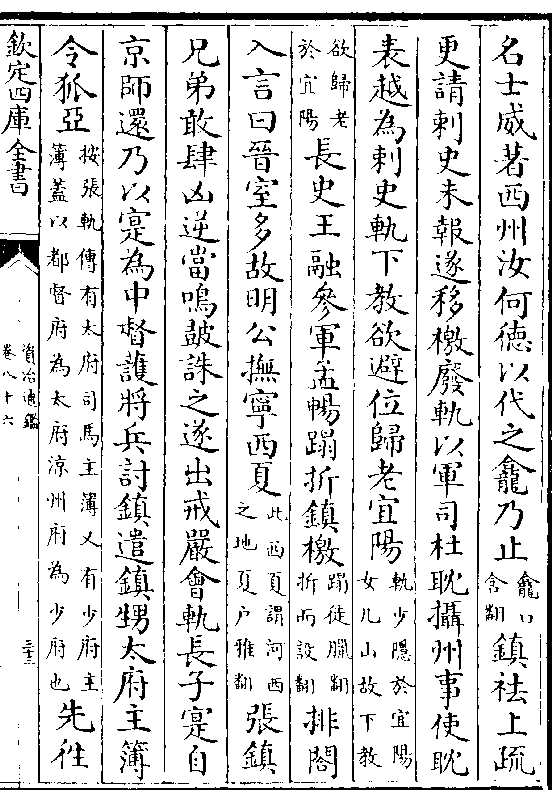 名士威著西州汝何德以代之龕乃止龕口含翻鎮袪上疏
更請刺史未報遂移檄廢軌以軍司杜耽攝州事使耽
表越為刺史軌下教欲避位歸老宜陽軌少隱於宜陽女几山故下教
欲歸老於宜陽長史王融參軍孟暢蹋折鎮檄蹋徒臘翻折而設翻排閤
入言曰晉室多故明公撫寧西夏此西夏謂河西之地夏戶雅翻張鎮
兄弟敢肆凶逆當鳴鼓誅之遂出戒嚴會軌長子寔自
京師還乃以寔為中督護將兵討鎮遣鎮甥太府主簿
令狐亞按張軌傳有太府司馬主簿又有少府主簿蓋以都督府為太府涼州府為少府也先往
欽定四庫全書
資治通鑑
卷八十六
三十三